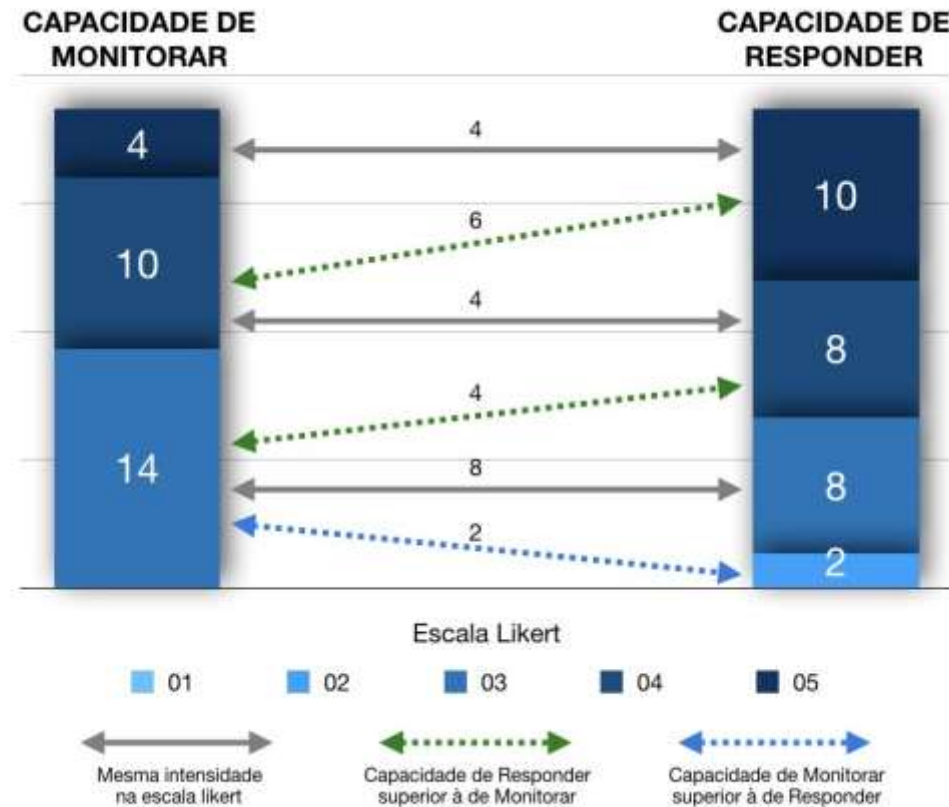 CAPACIDADE DE
MONITORAR
CAPACIDADE DE
RESPONDER
4
4
10
6
10
4
8
4
14
8
8
2
2
Escala Likert
01 02 03 04 05
Mesma intensidade
na escala likert
Capacidade de Responder
superior à de Monitorar
Capacidade de Monitorar
superior à de Responder